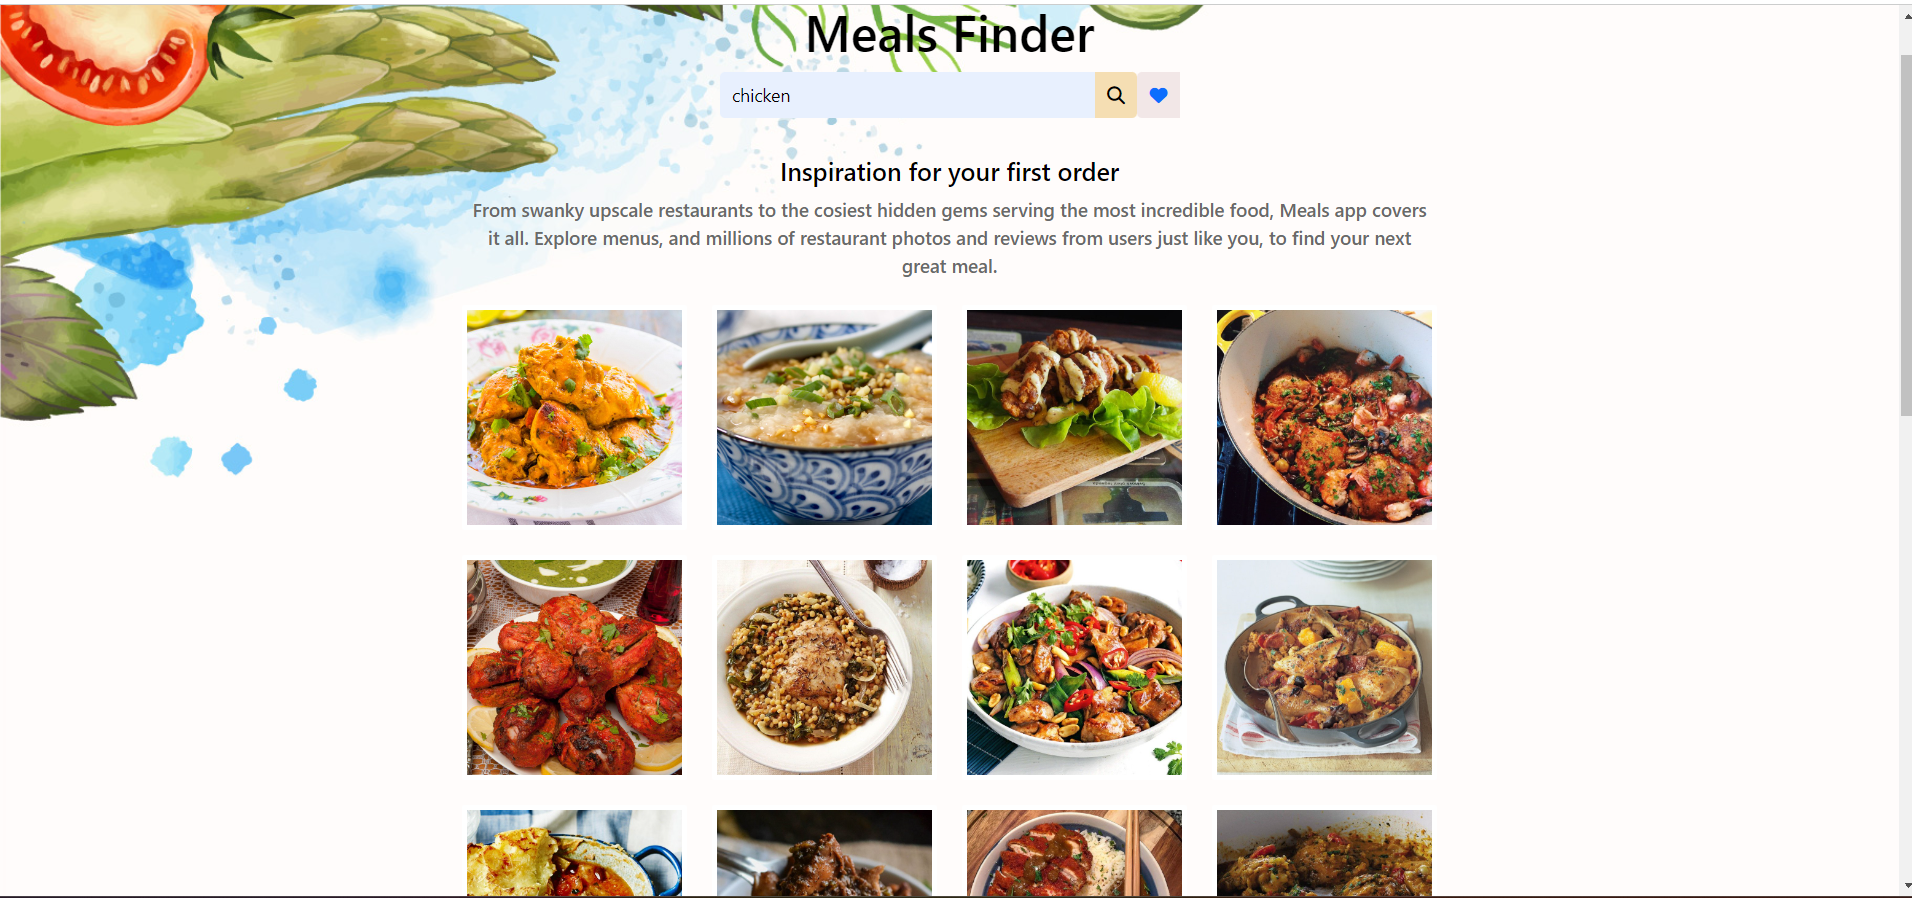 Meals Finder
chicken
Inspiration for your first order
From swanky upscale restaurants to the cosiest hidden gems serving the most incredible food, Meals app covers
it all. Explore menus, and millions of restaurant photos and reviews from users just like you, to find your next
great meal.